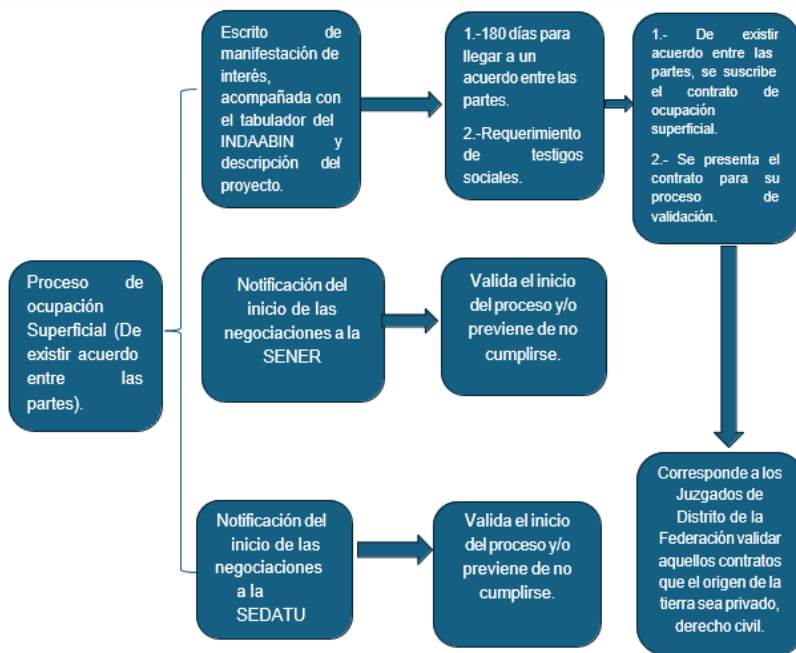 Proceso de
ocupación
Superficial (De
existir acuerdo
entre las
partes).
Escrito de
manifestación de
interés,
acompañada con
el tabulador del
INDAABIN y
descripción del
proyecto.
1.-180 días para
llegar a un
acuerdo entre las
partes.
2.-Requerimiento
de testigos
sociales.
1.- De existir
acuerdo entre las
partes, se suscribe
el contrato de
ocupación
superficial.
2.- Se presenta el
contrato para su
proceso de
validación.
Notificación del
inicio de las
negociaciones a la
SENER
Valida el inicio
del proceso y/o
previene de no
cumplirse.
Notificación del
inicio de las
negociaciones
a la
SEDATU
Valida el inicio
del proceso y/o
previene de no
cumplirse.
Corresponde a los
Juzgados de
Distrito de la
Federación validar
aquellos contratos
que el origen de la
tierra sea privado,
derecho civil.